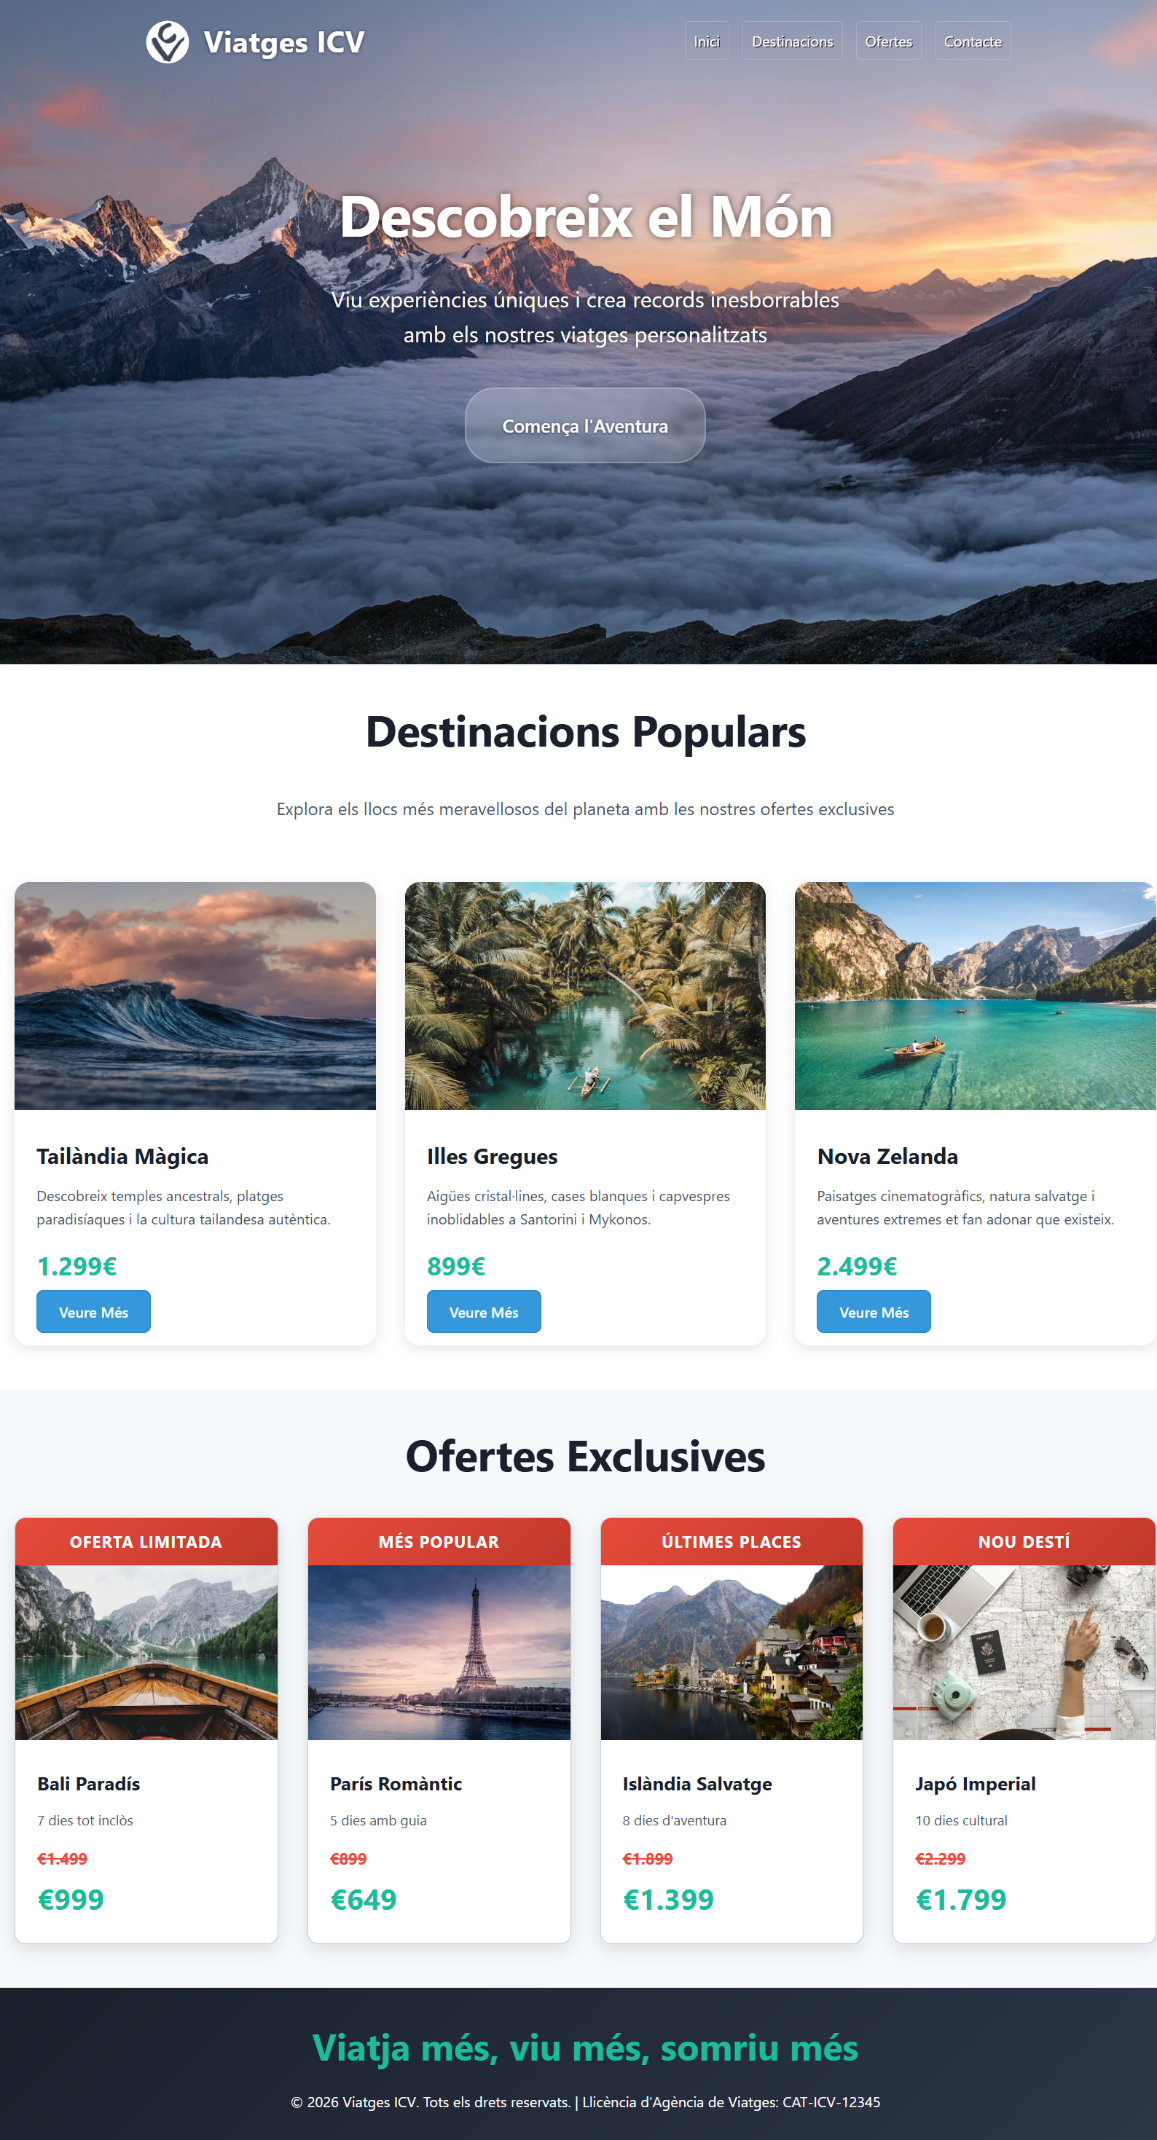 Viatges ICV
Inici
Destinacions
Ofertes
Contacte
Descobreix el Món
Viu experiències úniques i crea records inesborrables
amb els nostres viatges personalitzats
Comença l'Aventura
Destinacions Populars
Explora els llocs més meravellosos del planeta amb les nostres ofertes exclusives
Tailàndia Màgica
Descobreix temples ancestrals, platges
paradisíaques i la cultura tailandesa autèntica.
1.299€
Veure Més
Illes Gregues
Aigües cristal·lines, cases blanques i capvespres
inoblidables a Santorini i Mykonos.
899€
Veure Més
Nova Zelanda
Paisatges cinematogràfics, natura salvatge i
aventures extremes et fan adonar que existeix.
2.499€
Veure Més
Ofertes Exclusives
OFERTA LIMITADA
Bali Paradís
7 dies tot inclòs
€1.499
€999
MÉS POPULAR
París Romàntic
5 dies amb guia
€899
€649
ÚLTIMES PLACES
Islàndia Salvatge
8 dies d'aventura
€1.899
€1.399
NOU DESTÍ
PASSPORT
Japó Imperial
10 dies cultural
€2.299
€1.799
Viatja més, viu més, somriu més
© 2026 Viatges ICV. Tots els drets reservats. | Llicència d'Agència de Viatges: CAT-ICV-12345